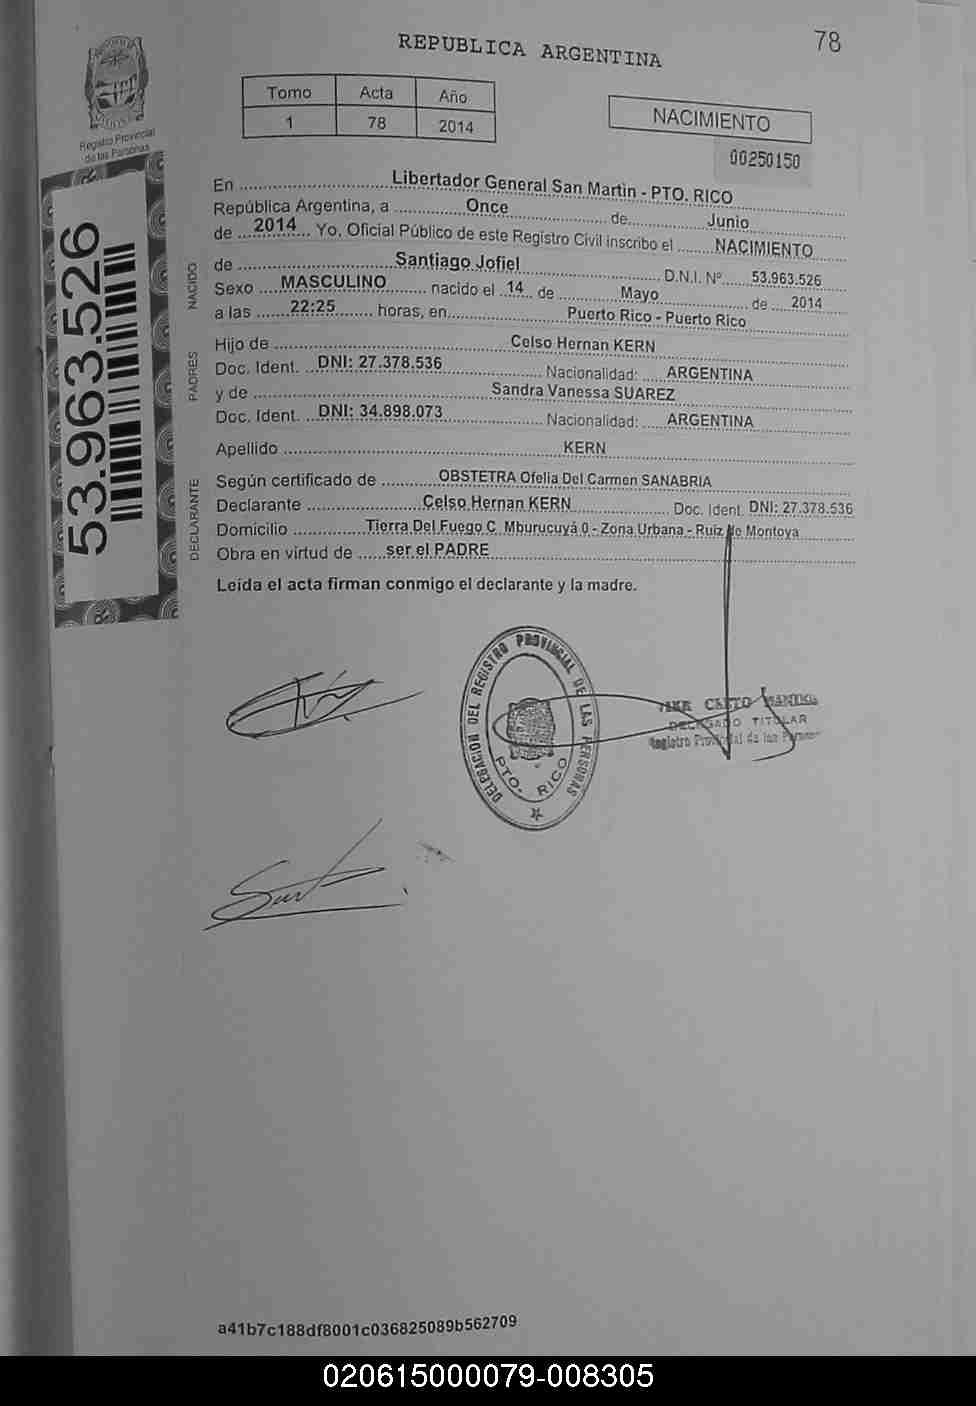 78
REPUBLICA ARGENTINA
Registro Provincial
de las Personas
Tomo Acta Año
1 78 2014
NACIMIENTO
00250150
53.963.526
En Libertador General San Martin - PTO. RICO
República Argentina, a Once de Junio
de 2014 Yo, Oficial Público de este Registro Civil inscribo el NACIMIENTO
NACIDO
de Santiago Jofiel D.N.I. Nº 53.963.526
Sexo MASCULINO nacido el 14 de Mayo de 2014
a las 22:25 horas, en Puerto Rico - Puerto Rico
PADRES
Hijo de Celso Hernan KERN
Doc. Ident. DNI: 27.378.536 Nacionalidad: ARGENTINA
y de Sandra Vanessa SUAREZ
Doc. Ident. DNI: 34.898.073 Nacionalidad: ARGENTINA
Apellido KERN
DECLARANTE
Según certificado de OBSTETRA Ofelia Del Carmen SANABRIA
Declarante Celso Hernan KERN Doc. Ident. DNI: 27.378.536
Domicilio Tierra Del Fuego C Mburucuyá 0 - Zona Urbana - Ruiz de Montoya
Obra en virtud de ser el PADRE
Leída el acta firman conmigo el declarante y la madre.
DELEGACION DEL REGISTRO PROVINCIAL DE LAS PERSONAS
PTO. RICO
DELEGADO TITULAR
Registro Provincial de las Personas
a41b7c188df8001c036825089b562709
020615000079-008305